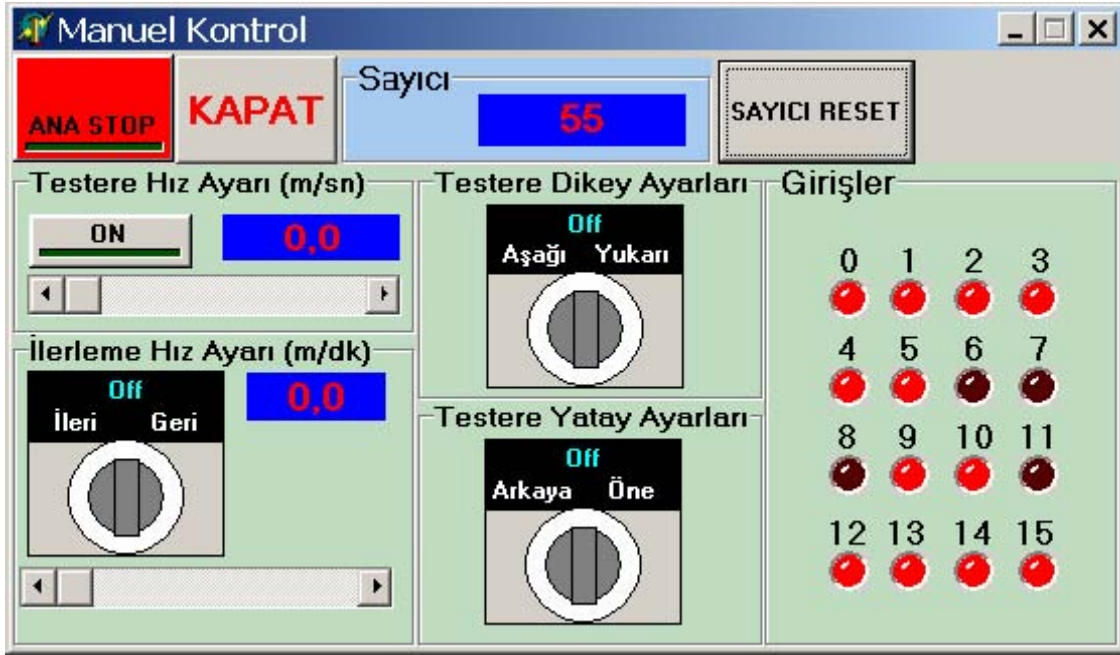 Manuel Kontrol
ANA STOP
KAPAT
Sayıcı
55
SAYICI RESET
Testere Hız Ayarı (m/sn)
ON
0,0
İlerleme Hız Ayarı (m/dk)
Off
İleri Geri
0,0
Testere Dikey Ayarları
Off
Aşağı Yukarı
Testere Yatay Ayarları
Off
Arkaya Öne
Girişler
0 1 2 3
4 5 6 7
8 9 10 11
12 13 14 15